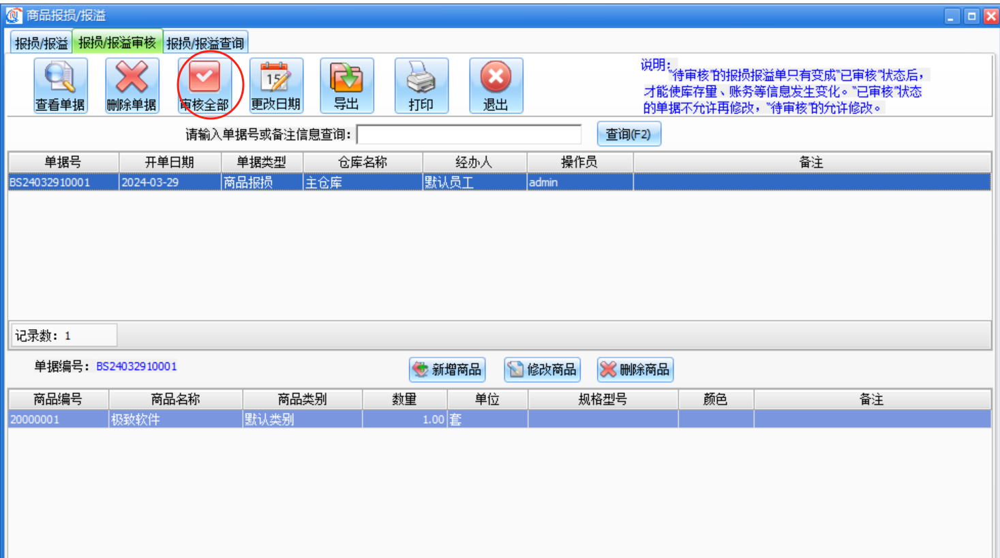 商品报损/报溢
报损/报溢 报损/报溢审核 报损/报溢查询
查看单据 删除单据 审核全部 更改日期 导出 打印 退出
15
说明:
"待审核"的报损报溢单只有变成"已审核"状态后,
才能使库存量、账务等信息发生变化。"已审核"状态
的单据不允许再修改,"待审核"的允许修改。
请输入单据号或备注信息查询: 查询(F2)
单据号 开单日期 单据类型 仓库名称 经办人 操作员 备注
BS24032910001 2024-03-29 商品报损 主仓库 默认员工 admin
记录数: 1
单据编号: BS24032910001 新增商品 修改商品 删除商品
商品编号 商品名称 商品类别 数量 单位 规格型号 颜色 备注
20000001 极致软件 默认类别 1.00 套